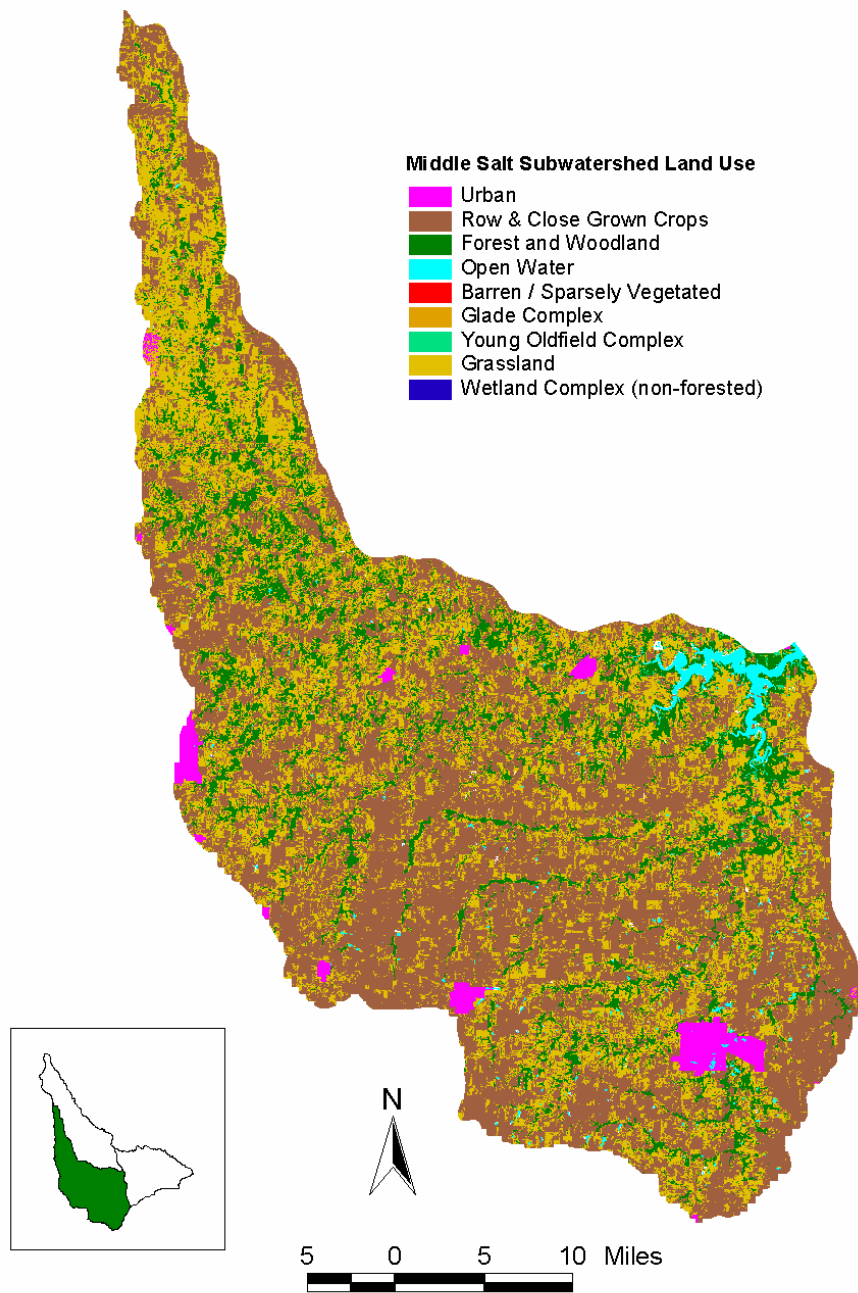 Middle Salt Subwatershed Land Use
Urban
Row & Close Grown Crops
Forest and Woodland
Open Water
Barren / Sparsely Vegetated
Glade Complex
Young Oldfield Complex
Grassland
Wetland Complex (non-forested)
N
5 0 5 10 Miles